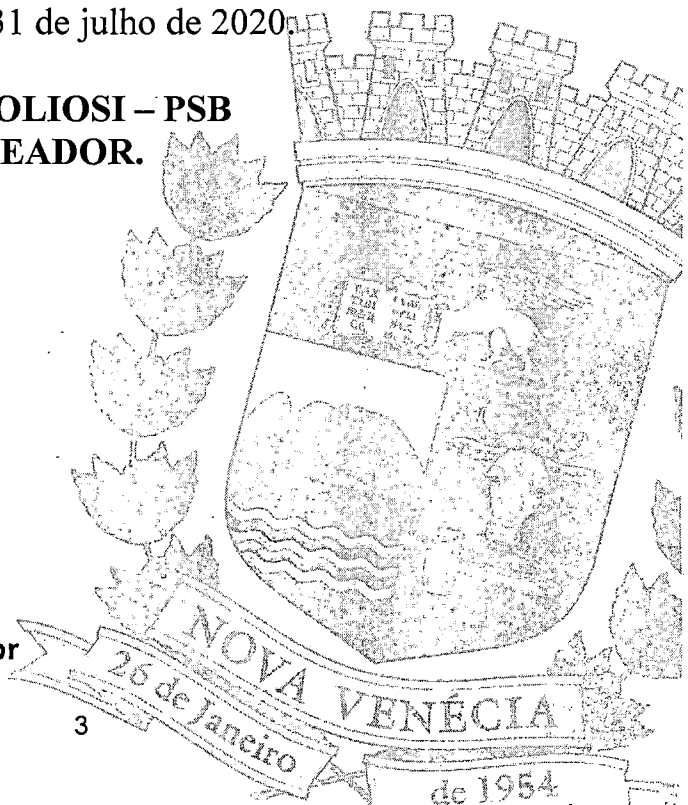 31 de julho de 2020.
OLIOSI – PSB
EADOR.
or
3
NOVA VENÉCIA
26 de Janeiro
de 1954